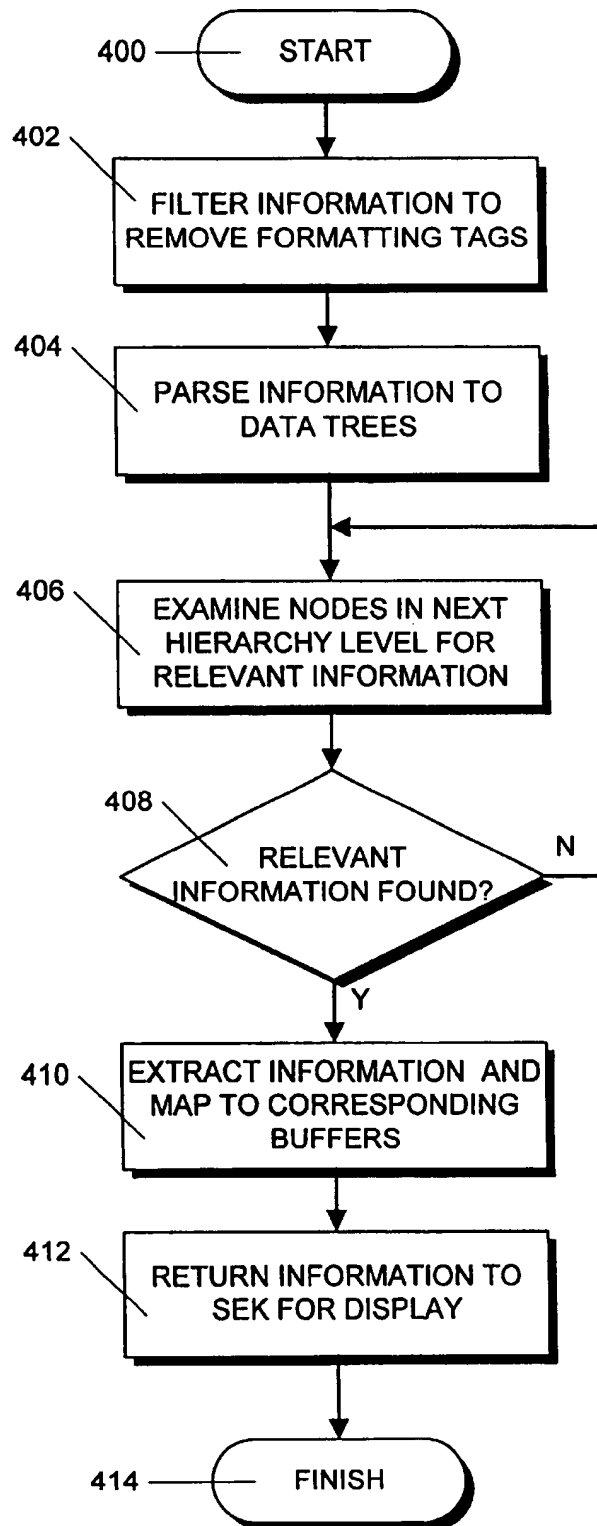 400
START
402
FILTER INFORMATION TO
REMOVE FORMATTING TAGS
404
PARSE INFORMATION TO
DATA TREES
406
EXAMINE NODES IN NEXT
HIERARCHY LEVEL FOR
RELEVANT INFORMATION
408
RELEVANT
INFORMATION FOUND?
N
Y
410
EXTRACT INFORMATION AND
MAP TO CORRESPONDING
BUFFERS
412
RETURN INFORMATION TO
SEK FOR DISPLAY
414
FINISH